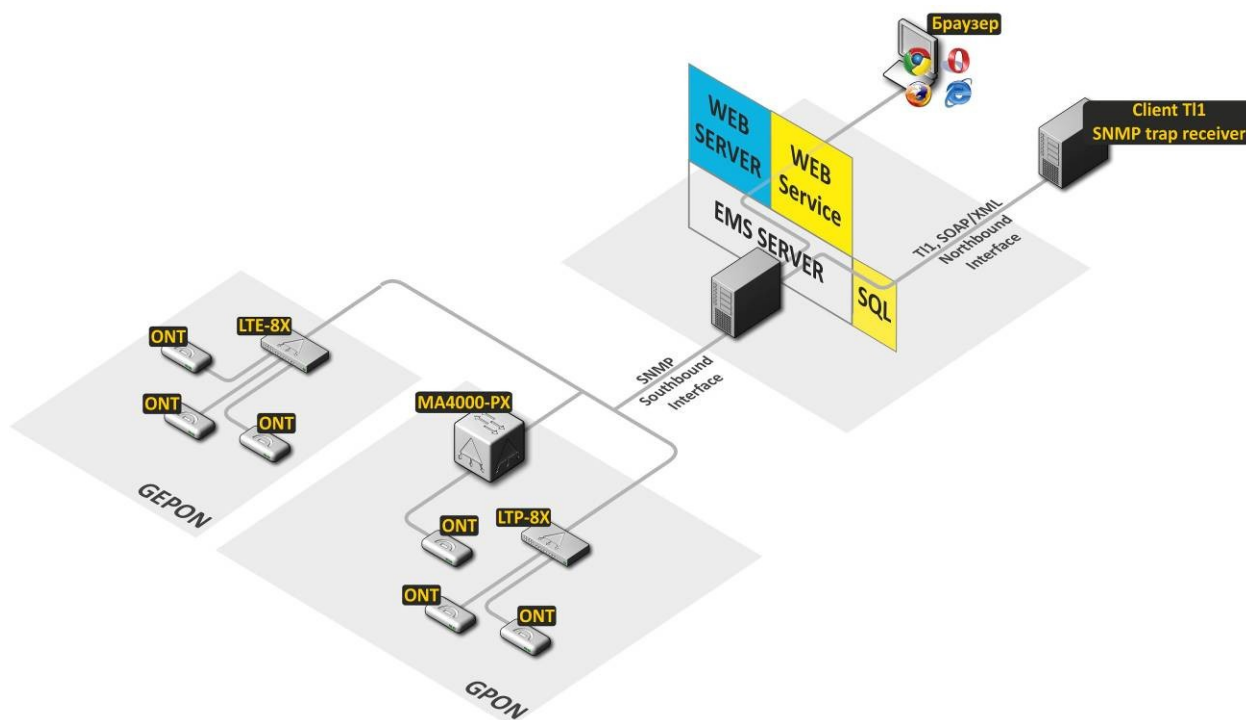 Браузер
Client Tl1
SNMP trap receiver
WEB
SERVER
WEB
Service
EMS SERVER
SQL
Tl1, SOAP/XML
Northbound
Interface
SNMP
Southbound
Interface
LTE-8X
ONT
ONT
ONT
GEPON
MA4000-PX
LTP-8X
ONT
ONT
ONT
GPON